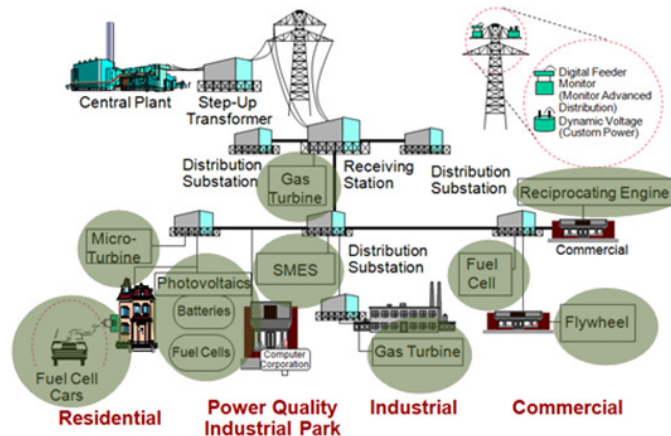 Central Plant
Step-Up
Transformer
Digital Feeder
Monitor
(Monitor Advanced
Distribution)
Dynamic Voltage
(Custom Power)
Distribution
Substation
Gas
Turbine
Receiving
Station
Distribution
Substation
Reciprocating Engine
Commercial
Micro-
Turbine
Photovoltaics
Batteries
Fuel Cells
SMES
Distribution
Substation
Fuel
Cell
Flywheel
Fuel Cell
Cars
Computer
Corporation
Gas Turbine
Residential
Power Quality
Industrial Park
Industrial
Commercial